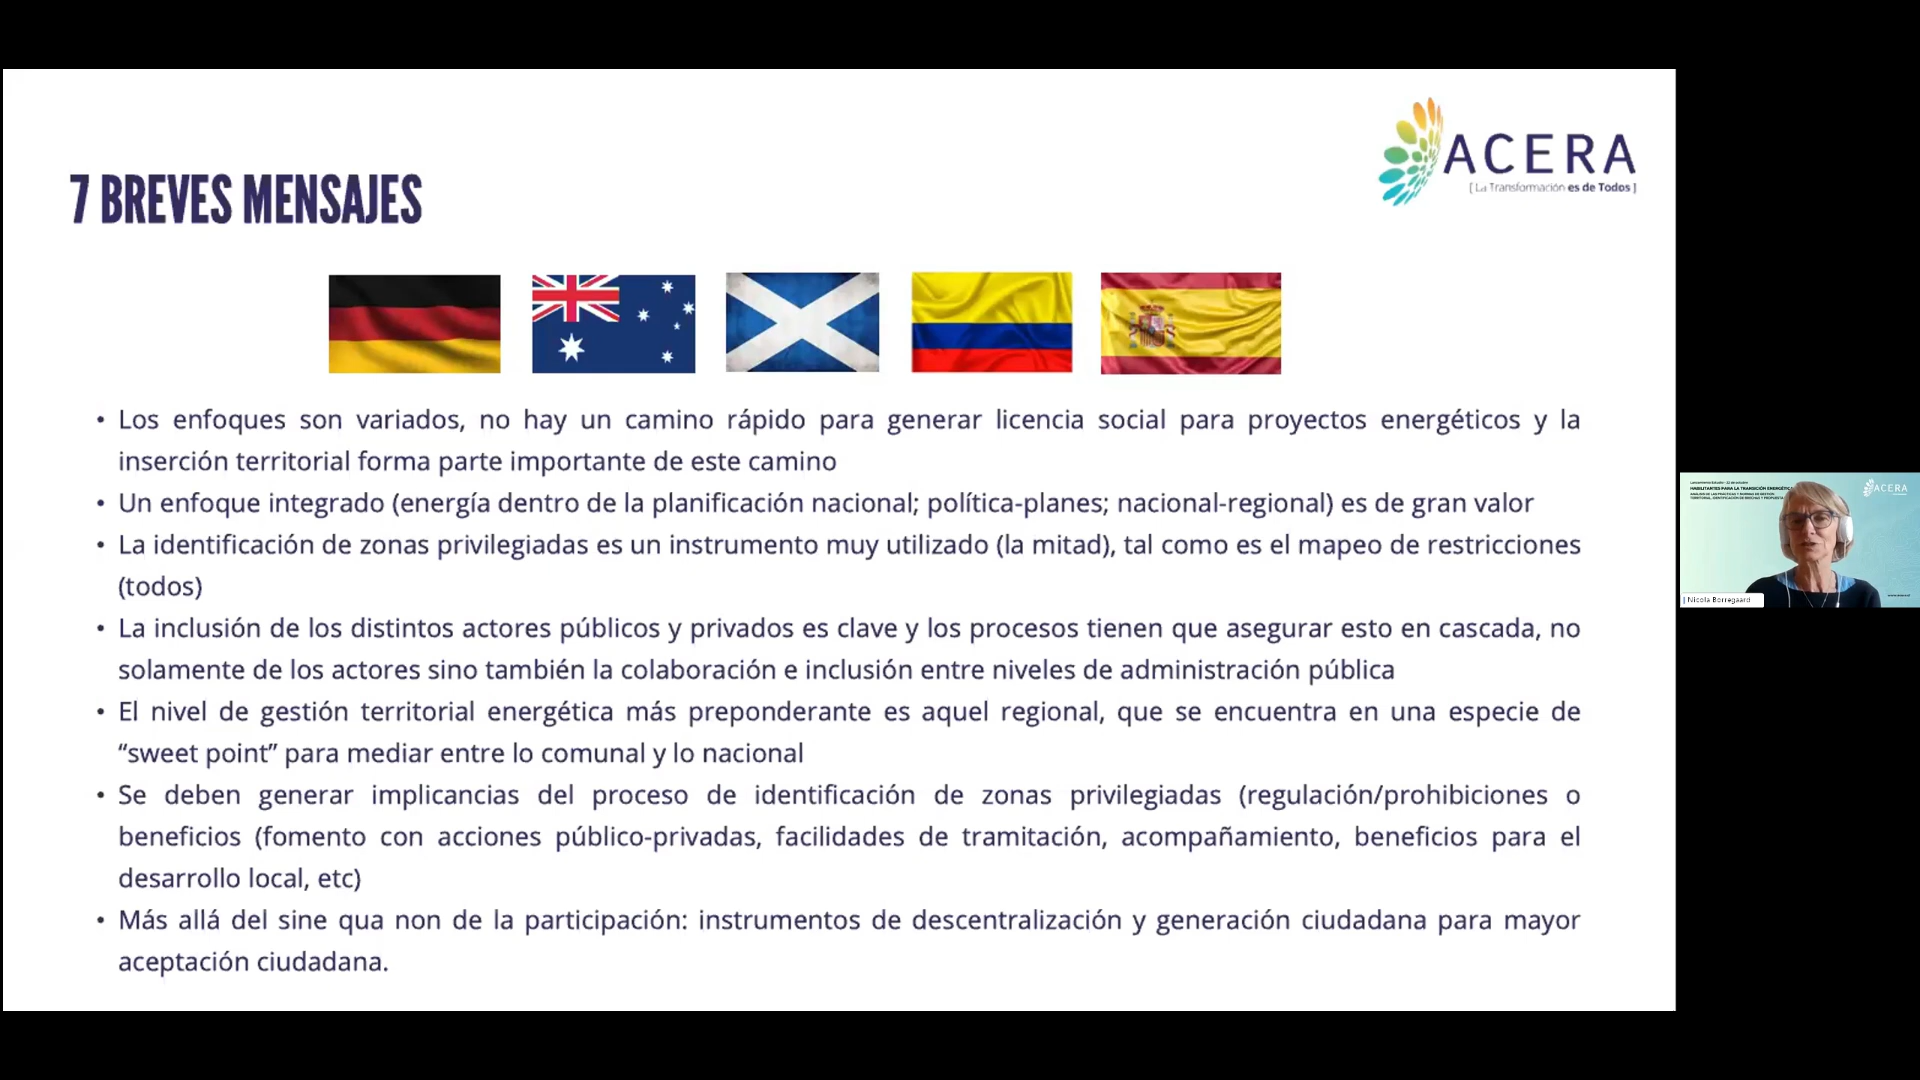 ACERA
[ La Transformación es de Todos ]
7 BREVES MENSAJES
• Los enfoques son variados, no hay un camino rápido para generar licencia social para proyectos energéticos y la
inserción territorial forma parte importante de este camino
• Un enfoque integrado (energía dentro de la planificación nacional; política-planes; nacional-regional) es de gran valor
• La identificación de zonas privilegiadas es un instrumento muy utilizado (la mitad), tal como es el mapeo de restricciones
(todos)
• La inclusión de los distintos actores públicos y privados es clave y los procesos tienen que asegurar esto en cascada, no
solamente de los actores sino también la colaboración e inclusión entre niveles de administración pública
• El nivel de gestión territorial energética más preponderante es aquel regional, que se encuentra en una especie de
“sweet point” para mediar entre lo comunal y lo nacional
• Se deben generar implicancias del proceso de identificación de zonas privilegiadas (regulación/prohibiciones o
beneficios (fomento con acciones público-privadas, facilidades de tramitación, acompañamiento, beneficios para el
desarrollo local, etc)
• Más allá del sine qua non de la participación: instrumentos de descentralización y generación ciudadana para mayor
aceptación ciudadana.
HABILITANTES PARA LA TRANSICIÓN ENERGÉTICA
ACERA
Nicola Borregaard